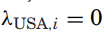 λ_{USA,i} = 0